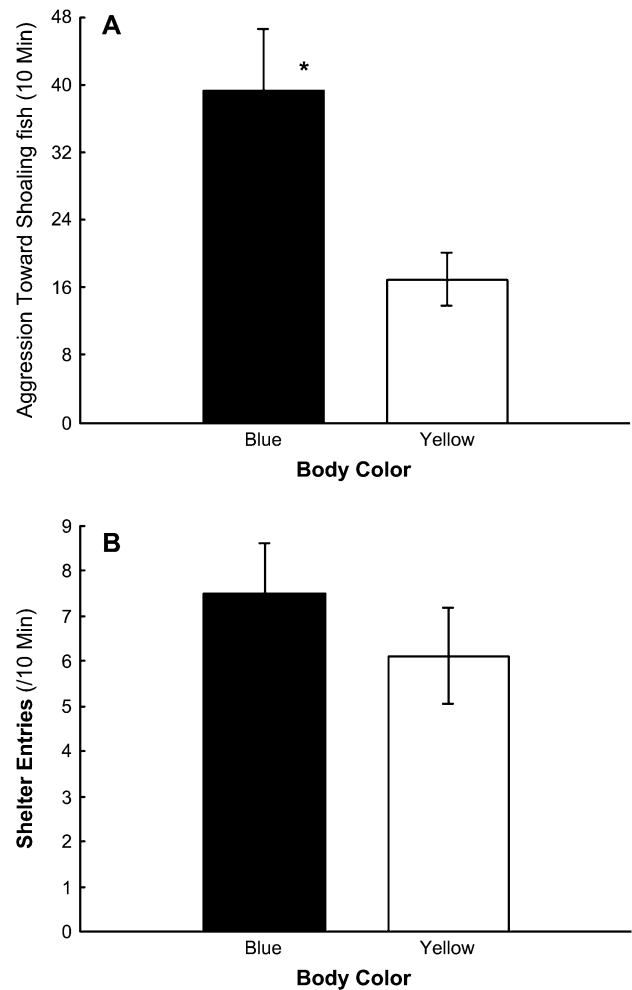 48
A
40
*
32
24
16
8
0
Aggression Toward Shoaling fish (10 Min)
Blue Yellow
Body Color
9
B
8
7
6
5
4
3
2
1
0
Shelter Entries (/10 Min)
Blue Yellow
Body Color